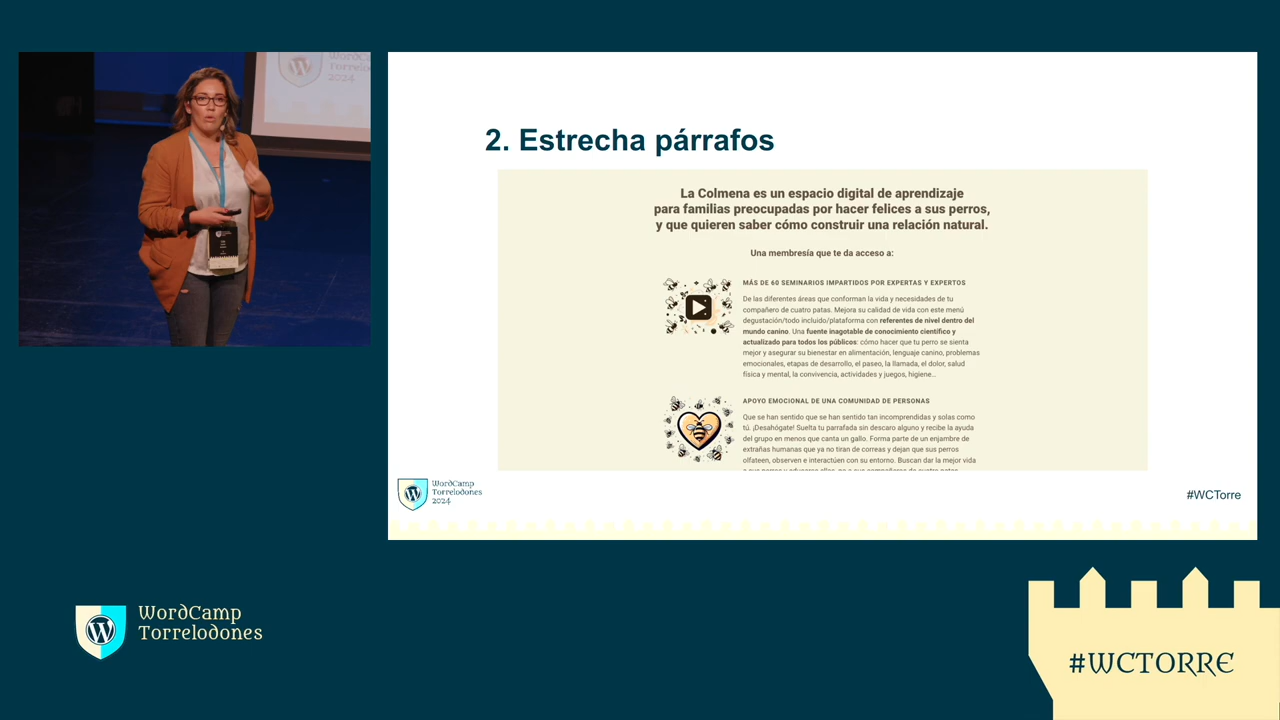 WordCamp
Torrelodones
2024
2. Estrecha párrafos
La Colmena es un espacio digital de aprendizaje
para familias preocupadas por hacer felices a sus perros,
y que quieren saber cómo construir una relación natural.
Una membresía que te da acceso a:
MÁS DE 60 SEMINARIOS IMPARTIDOS POR EXPERTAS Y EXPERTOS
De las diferentes áreas que conforman la vida y necesidades de tu
compañero de cuatro patas. Mejora su calidad de vida con este menú
degustación/todo incluido/plataforma con referentes de nivel dentro del
mundo canino. Una fuente inagotable de conocimiento científico y
actualizado para todos los públicos: cómo hacer que tu perro se sienta
mejor y asegurar su bienestar en alimentación, lenguaje canino, problemas
emocionales, etapas de desarrollo, el paseo, la llamada, el dolor, salud
física y mental, la convivencia, actividades y juegos, higiene...
APOYO EMOCIONAL DE UNA COMUNIDAD DE PERSONAS
Que se han sentido que se han sentido tan incomprendidas y solas como
tú. ¡Desahógate! Suelta tu parrafada sin descaro alguno y recibe la ayuda
del grupo en menos que canta un gallo. Forma parte de un enjambre de
extrañas humanas que ya no tiran de correas y dejan que sus perros
olfateen, observen e interactúen con su entorno. Buscan dar la mejor vida
WordCamp
Torrelodones
2024
#WCTorre
WordCamp
Torrelodones
#WCTORRE